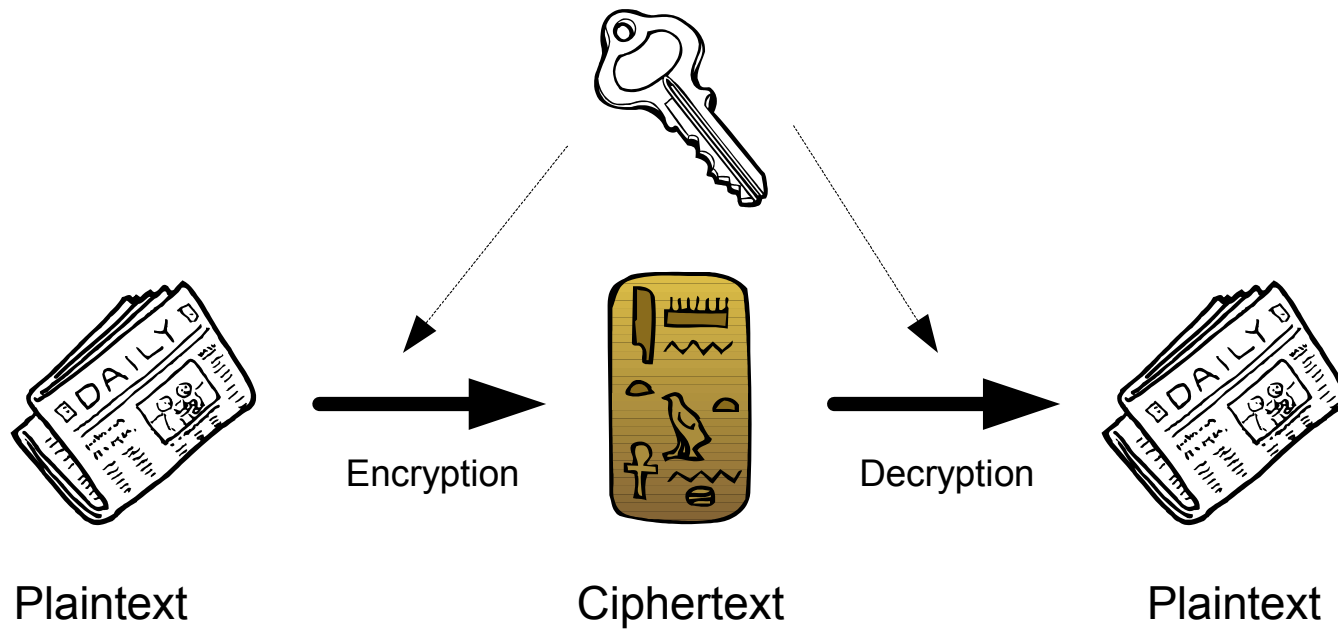 DAILY
DAILY
Encryption
Decryption
Plaintext
Ciphertext
Plaintext